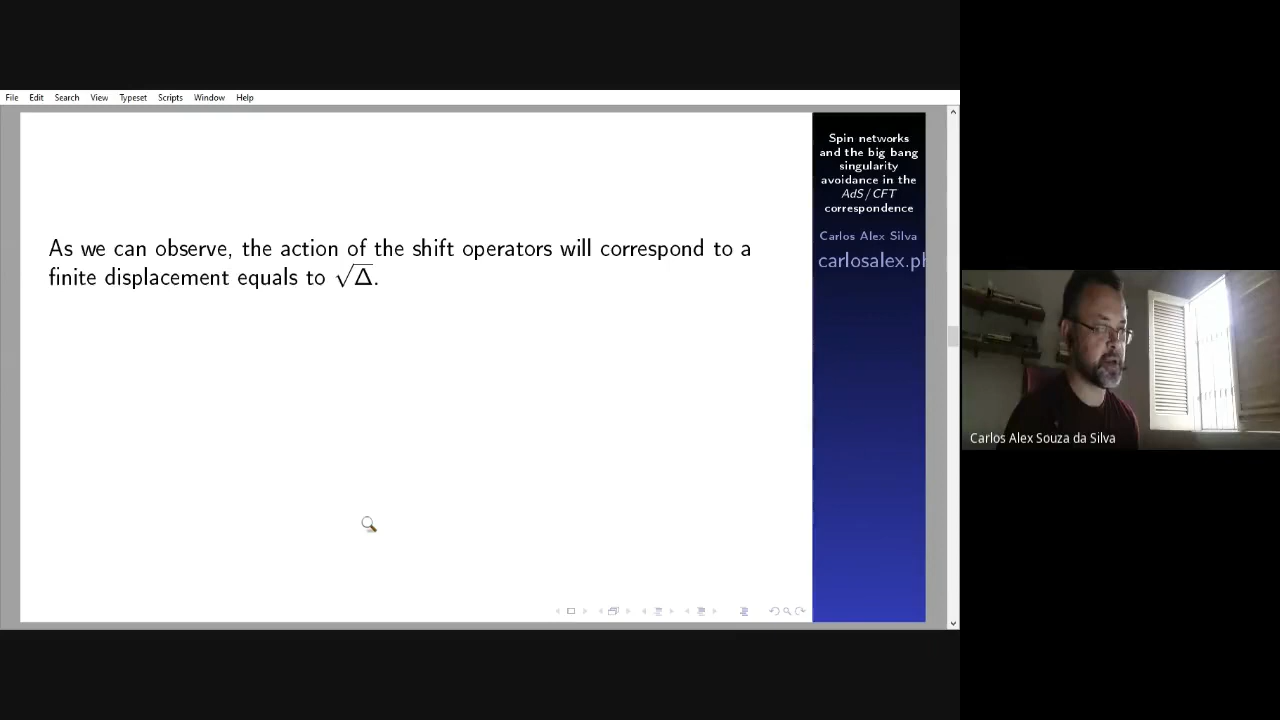 File Edit Search View Typeset Scripts Window Help
As we can observe, the action of the shift operators will correspond to a
finite displacement equals to √Δ.
Spin networks
and the big bang
singularity
avoidance in the
AdS/CFT
correspondence
Carlos Alex Silva
carlosalex.ph
Carlos Alex Souza da Silva